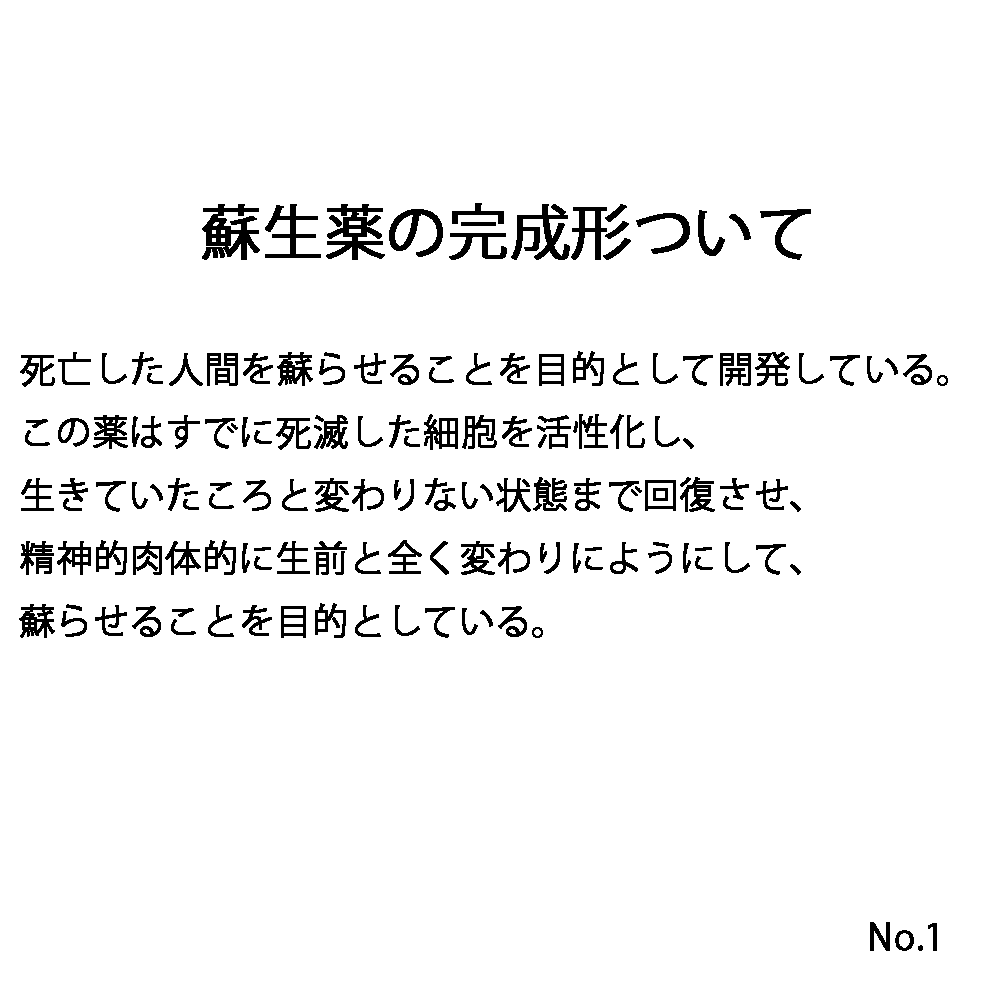 蘇生薬の完成形ついて
死亡した人間を蘇らせることを目的として開発している。
この薬はすでに死滅した細胞を活性化し、
生きていたころと変わりない状態まで回復させ、
精神的肉体的に生前と全く変わりにようにして、
蘇らせることを目的としている。
No.1